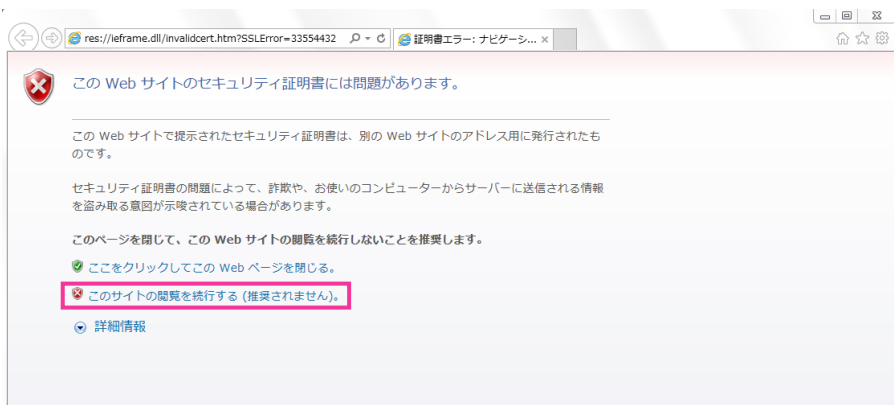 res://ieframe.dll/invalidcert.htm?SSLError=33554432
証明書エラー: ナビゲーシ... ×
この Web サイトのセキュリティ証明書には問題があります。
この Web サイトで提示されたセキュリティ証明書は、別の Web サイトのアドレス用に発行されたも
のです。
セキュリティ証明書の問題によって、詐欺や、お使いのコンピューターからサーバーに送信される情報
を盗み取る意図が示唆されている場合があります。
このページを閉じて、この Web サイトの閲覧を続行しないことを推奨します。
ここをクリックしてこの Web ページを閉じる。
このサイトの閲覧を続行する (推奨されません)。
詳細情報